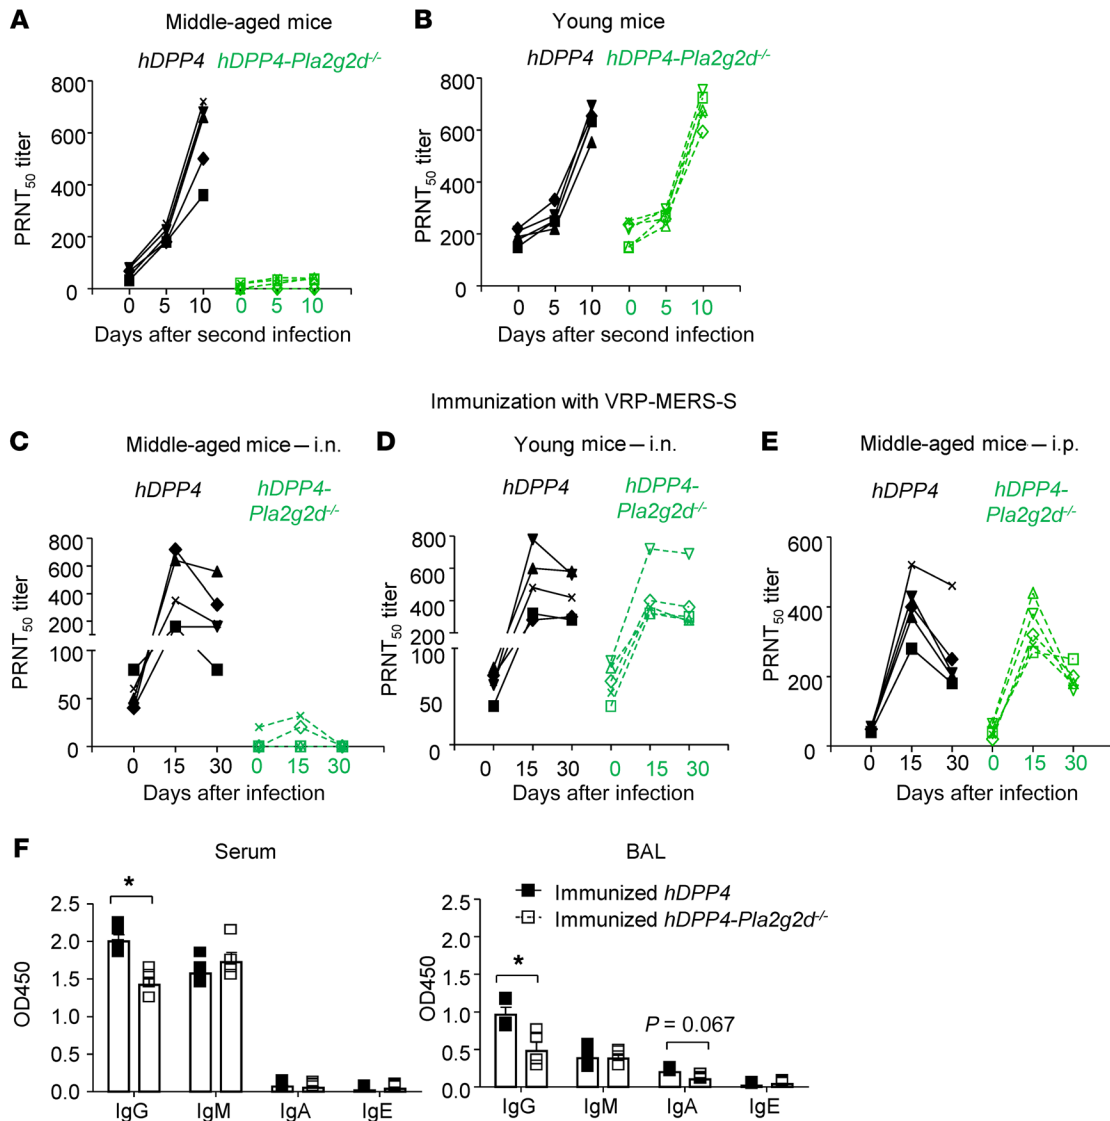 A
Middle-aged mice
hDPP4 hDPP4-Pla2g2d-/-
PRNT50 titer
800
600
400
200
0
0 5 10 0 5 10
Days after second infection
B
Young mice
hDPP4 hDPP4-Pla2g2d-/-
PRNT50 titer
800
600
400
200
0
0 5 10 0 5 10
Days after second infection
Immunization with VRP-MERS-S
C
Middle-aged mice – i.n.
hDPP4
hDPP4-
Pla2g2d-/-
PRNT50 titer
800
600
400
200
100
50
0
0 15 30 0 15 30
Days after infection
D
Young mice – i.n.
hDPP4
hDPP4-
Pla2g2d-/-
PRNT50 titer
800
600
400
200
100
50
0
0 15 30 0 15 30
Days after infection
E
Middle-aged mice – i.p.
hDPP4
hDPP4-
Pla2g2d-/-
PRNT50 titer
600
400
200
0
0 15 30 0 15 30
Days after infection
F
Serum
*
OD450
2.5
2.0
1.5
1.0
0.5
0.0
IgG IgM IgA IgE
BAL
Immunized hDPP4
Immunized hDPP4-Pla2g2d-/-
*
P = 0.067
OD450
2.5
2.0
1.5
1.0
0.5
0.0
IgG IgM IgA IgE